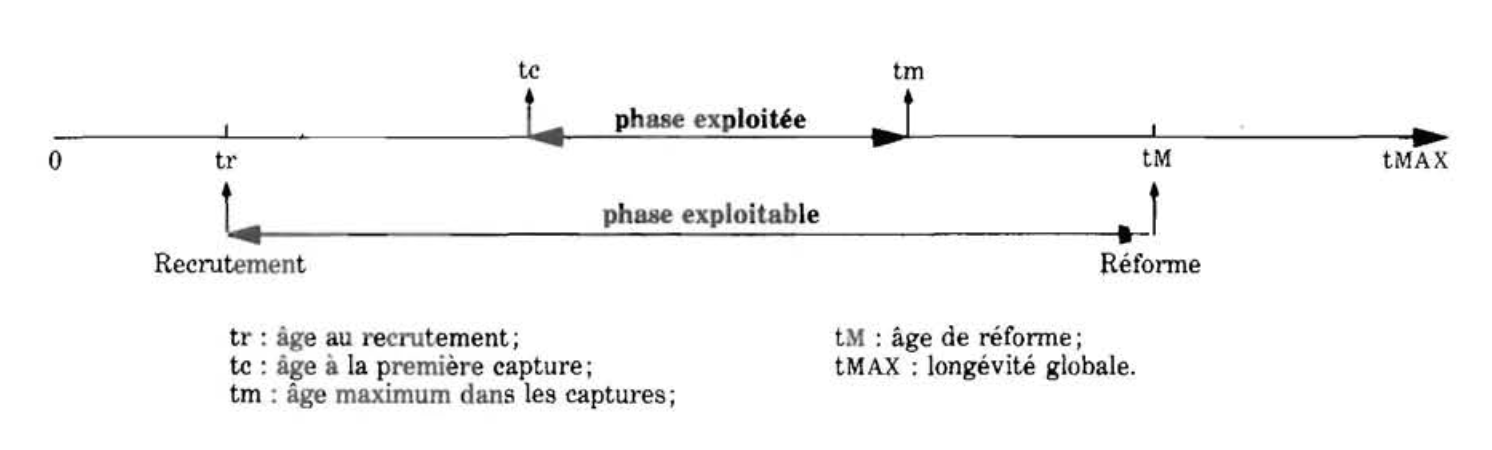 tc tm
phase exploitée
0 tr tM tMAX
phase exploitable
Recrutement Réforme
tr : âge au recrutement; tM : âge de réforme;
tc : âge à la première capture; tMAX : longévité globale.
tm : âge maximum dans les captures;